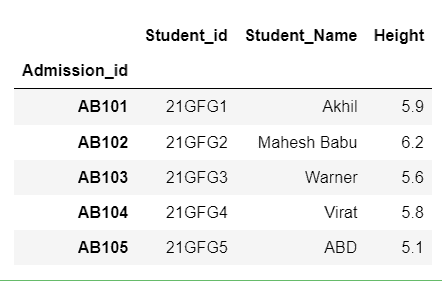 Student_id Student_Name Height
Admission_id
AB101 21GFG1 Akhil 5.9
AB102 21GFG2 Mahesh Babu 6.2
AB103 21GFG3 Warner 5.6
AB104 21GFG4 Virat 5.8
AB105 21GFG5 ABD 5.1